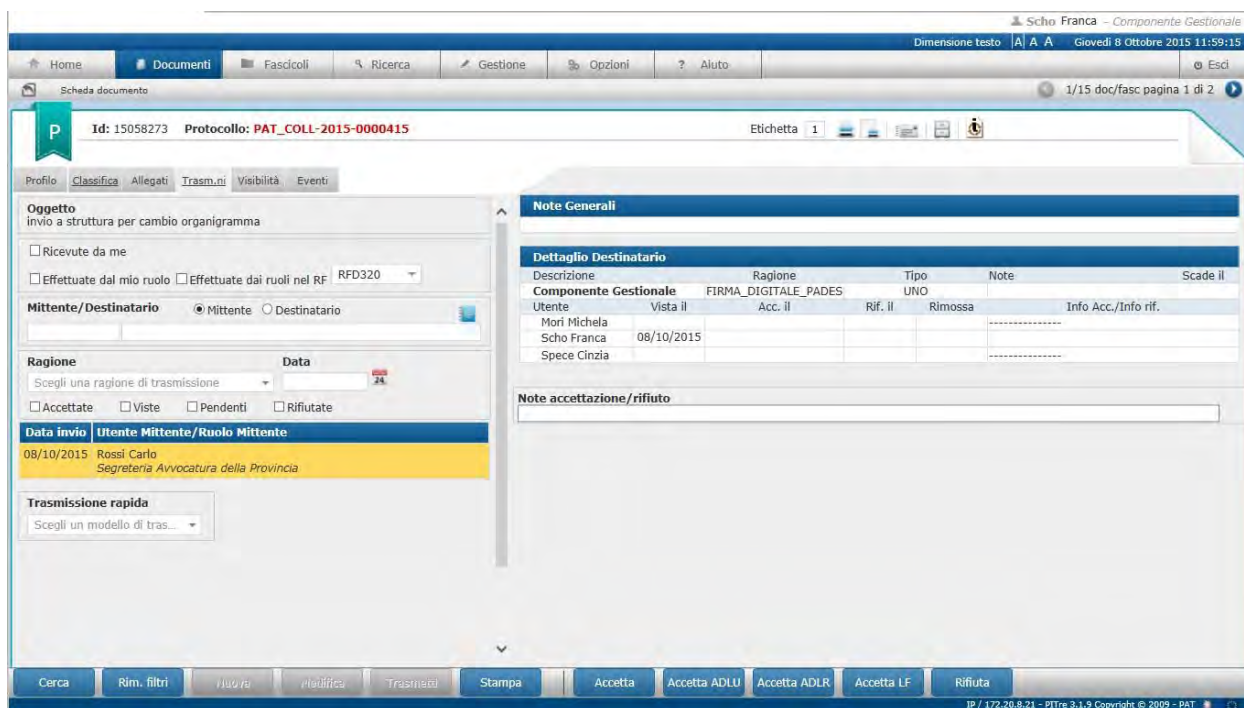 Scho Franca – Componente Gestionale
Dimensione testo A A A Giovedì 8 Ottobre 2015 11:59:15
Home Documenti Fascicoli Ricerca Gestione Opzioni ? Aiuto Esci
Scheda documento 1/15 doc/fasc pagina 1 di 2
P Id: 15058273 Protocollo: PAT_COLL-2015-0000415 Etichetta 1
Profilo Classifica Allegati Trasm.ni Visibilità Eventi
Oggetto
invio a struttura per cambio organigramma
Ricevute da me
Effettuate dal mio ruolo Effettuate dai ruoli nel RF RFD320
Mittente/Destinatario Mittente Destinatario
Ragione Data
Scegli una ragione di trasmissione 24
Accettate Viste Pendenti Rifiutate
Data invio Utente Mittente/Ruolo Mittente
08/10/2015 Rossi Carlo
Segreteria Avvocatura della Provincia
Trasmissione rapida
Scegli un modello di tras...
Note Generali
Dettaglio Destinatario
Descrizione Ragione Tipo Note Scade il
Componente Gestionale FIRMA_DIGITALE_PADES UNO
Utente Vista il Acc. il Rif. il Rimossa Info Acc./Info rif.
Mori Michela ---------------
Scho Franca 08/10/2015
Spece Cinzia ---------------
Note accettazione/rifiuto
Cerca Rim. filtri Nuova Modifica Trasmetti Stampa Accetta Accetta ADLU Accetta ADLR Accetta LF Rifiuta
IP / 172.20.8.21 - PITre 3.1.9 Copyright © 2009 - PAT